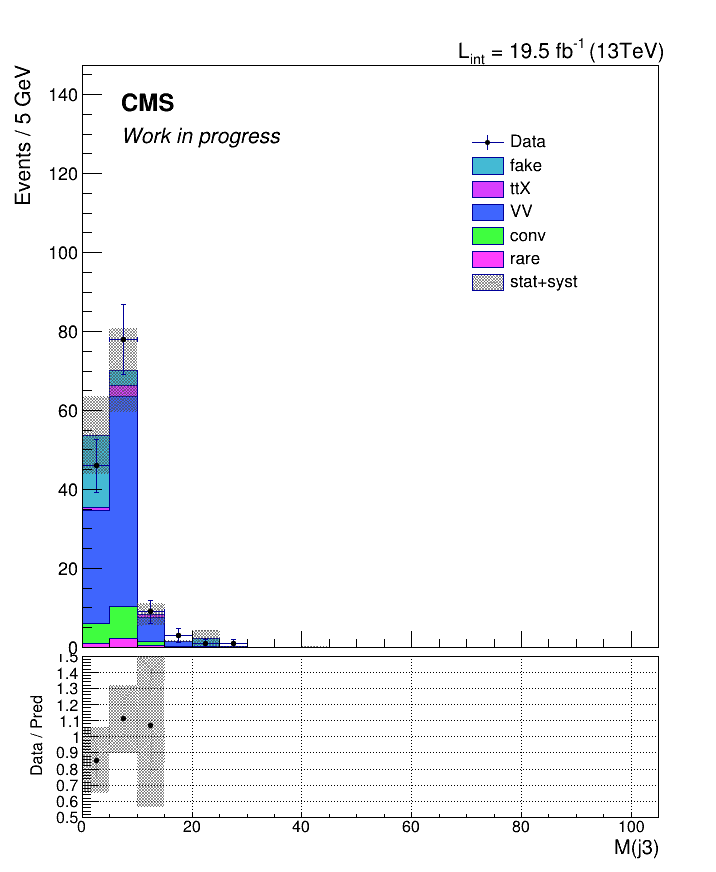 L_int = 19.5 fb^-1 (13TeV)
Events / 5 GeV
CMS
Work in progress
Data
fake
ttX
VV
conv
rare
stat+syst
140
120
100
80
60
40
20
0
Data / Pred
1.5
1.4
1.3
1.2
1.1
1
0.9
0.8
0.7
0.6
0.5
0 20 40 60 80 100
M(j3)